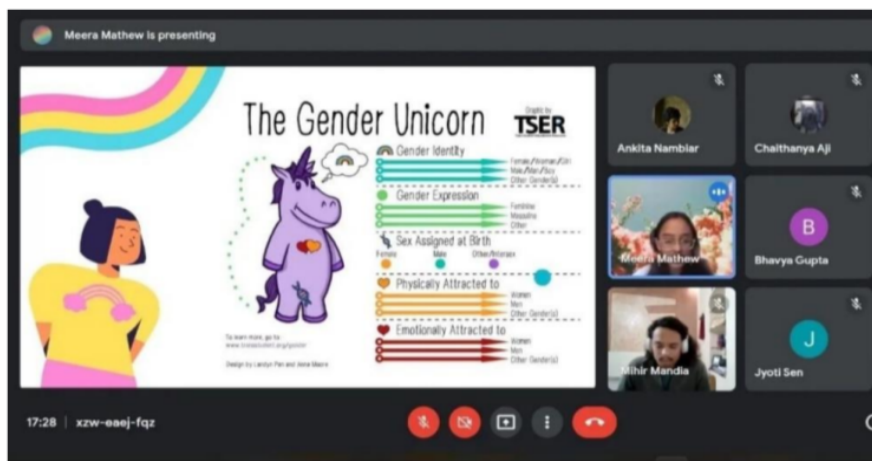 Meera Mathew is presenting
The Gender Unicorn
Graphic by
TSER
Gender Identity
Female/Woman/Girl
Male/Man/Boy
Other Gender(s)
Gender Expression
Feminine
Masculine
Other
Sex Assigned at Birth
Female Male Other/Intersex
Physically Attracted to
Women
Men
Other Gender(s)
Emotionally Attracted to
Women
Men
Other Gender(s)
To learn more, go to:
Design by Landyn Pan and Anna Moore
Ankita Nambiar
Chaithanya Aji
Meera Mathew
B
Bhavya Gupta
Mihir Mandia
J
Jyoti Sen
17:28 | xzw-eaej-fqz